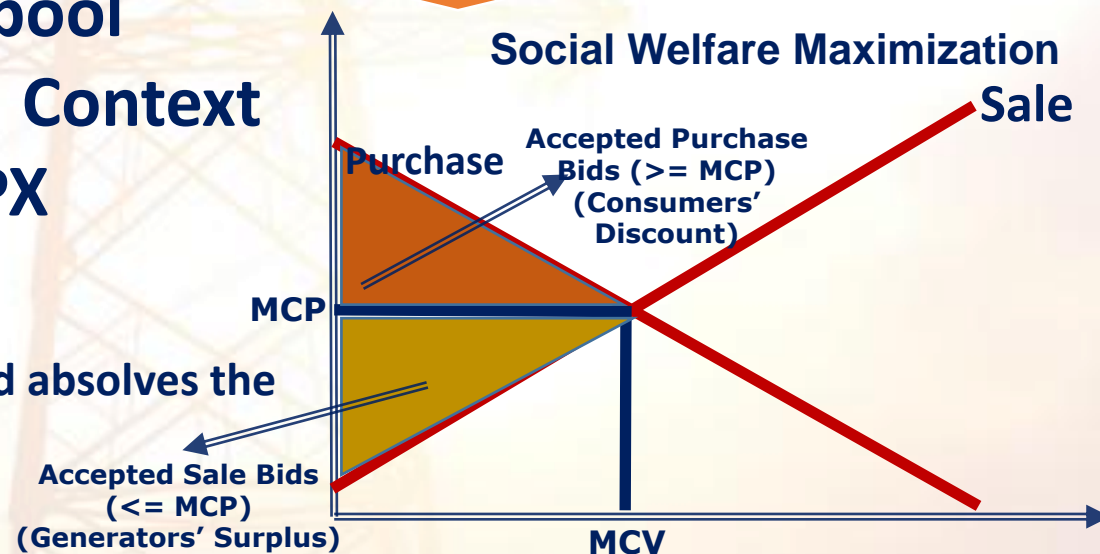 pool
Context
PX
d absolves the
Social Welfare Maximization
Sale
Purchase
Accepted Purchase
Bids (>= MCP)
(Consumers’
Discount)
MCP
Accepted Sale Bids
(<= MCP)
(Generators’ Surplus)
MCV